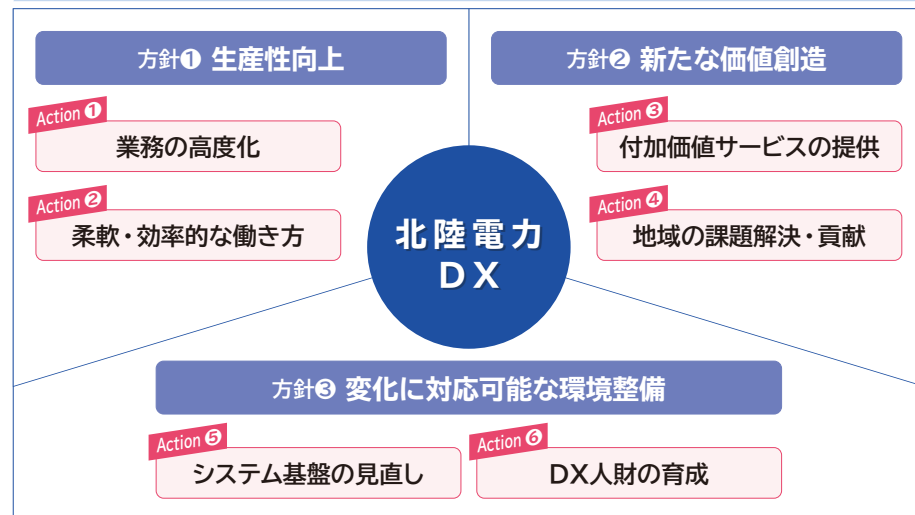 方針❶ 生産性向上
Action ❶
業務の高度化
Action ❷
柔軟・効率的な働き方
方針❷ 新たな価値創造
Action ❸
付加価値サービスの提供
Action ❹
地域の課題解決・貢献
北陸電力
DX
方針❸ 変化に対応可能な環境整備
Action ❺
システム基盤の見直し
Action ❻
DX人財の育成